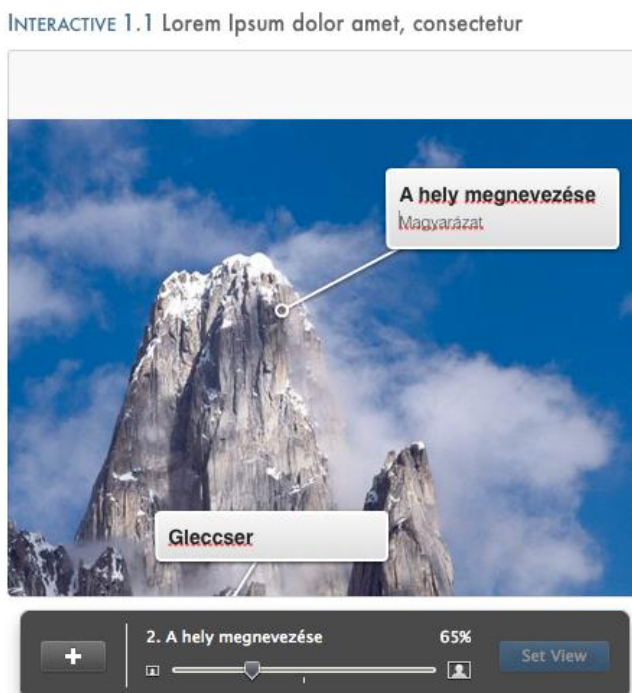 INTERACTIVE 1.1 Lorem Ipsum dolor amet, consectetur
A hely megnevezése
Magyarázat
Gleccser
2. A hely megnevezése 65%
Set View